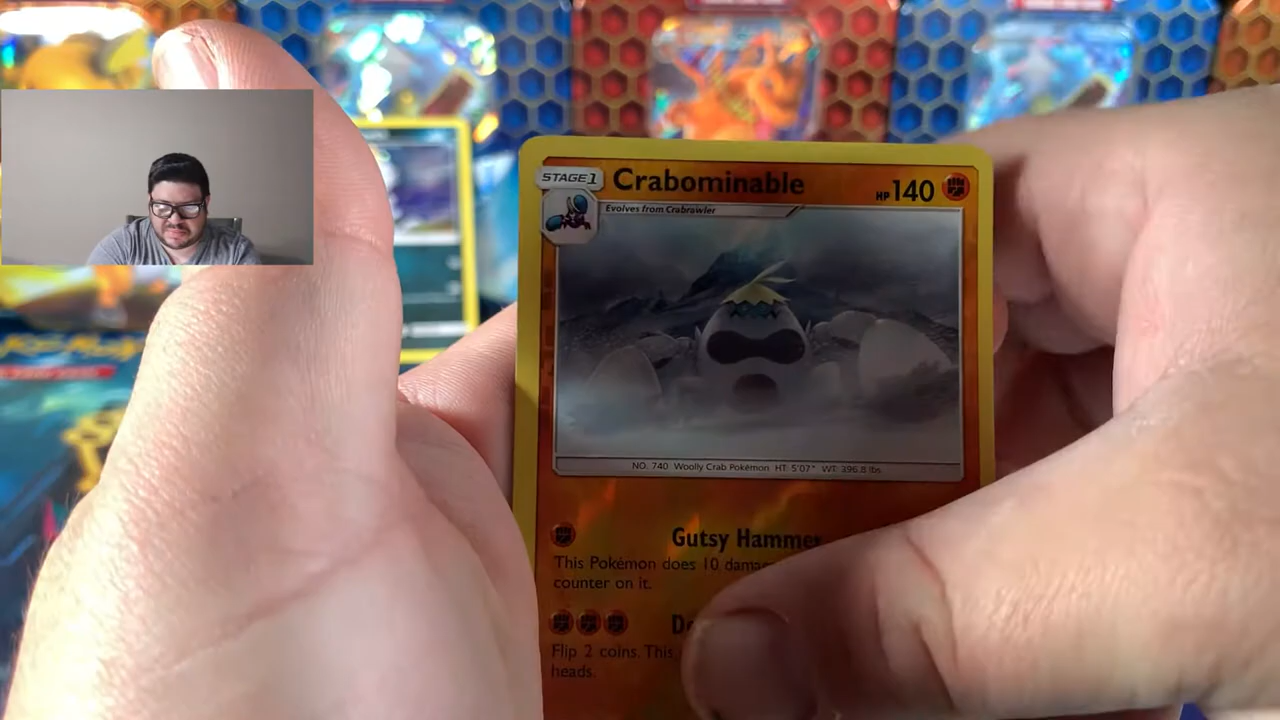 STAGE 1 Crabominable HP 140
Evolves from Crabrawler
NO. 740 Woolly Crab Pokémon HT: 5'07" WT: 396.8 lbs.
Gutsy Hammer
This Pokémon does 10
counter on it.
Flip 2 coins. This
heads.